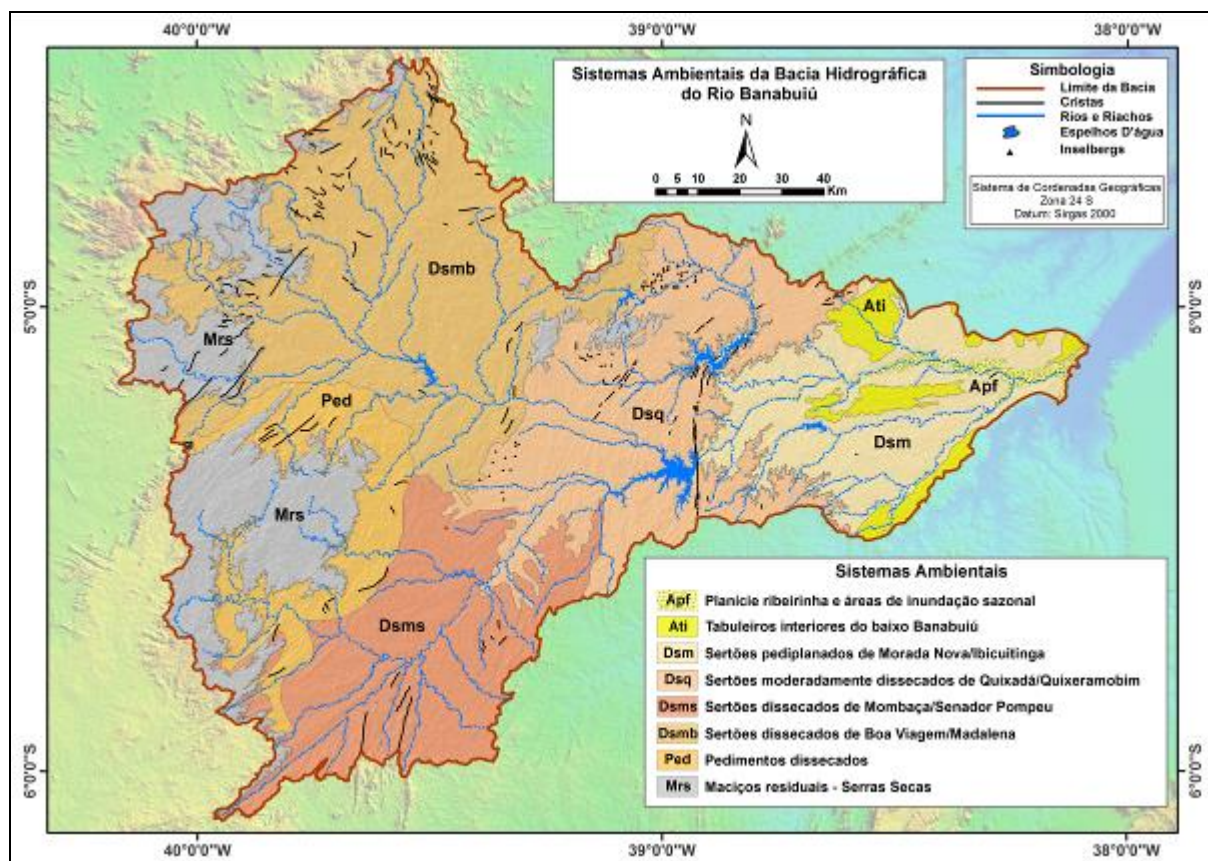 40°0'0"W 39°0'0"W 38°0'0"W
Sistemas Ambientais da Bacia Hidrográfica
do Rio Banabuiú
N
0 5 10 20 30 40
Km
Simbologia
Limite da Bacia
Cristas
Rios e Riachos
Espelhos D'água
Inselbergs
Sistema de Cordenadas Geográficas
Zona 24 S
Datum: Sirgas 2000
5°0'0"S 5°0'0"S
Dsmb
Ati
Mrs
Ped
Dsq
Apf
Dsm
Mrs
Dsms
Sistemas Ambientais
Apf Planície ribeirinha e áreas de inundação sazonal
Ati Tabuleiros interiores do baixo Banabuiú
Dsm Sertões pediplanados de Morada Nova/Ibicuitinga
Dsq Sertões moderadamente dissecados de Quixadá/Quixeramobim
Dsms Sertões dissecados de Mombaça/Senador Pompeu
Dsmb Sertões dissecados de Boa Viagem/Madalena
Ped Pedimentos dissecados
Mrs Maciços residuais - Serras Secas
6°0'0"S 6°0'0"S
40°0'0"W 39°0'0"W 38°0'0"W